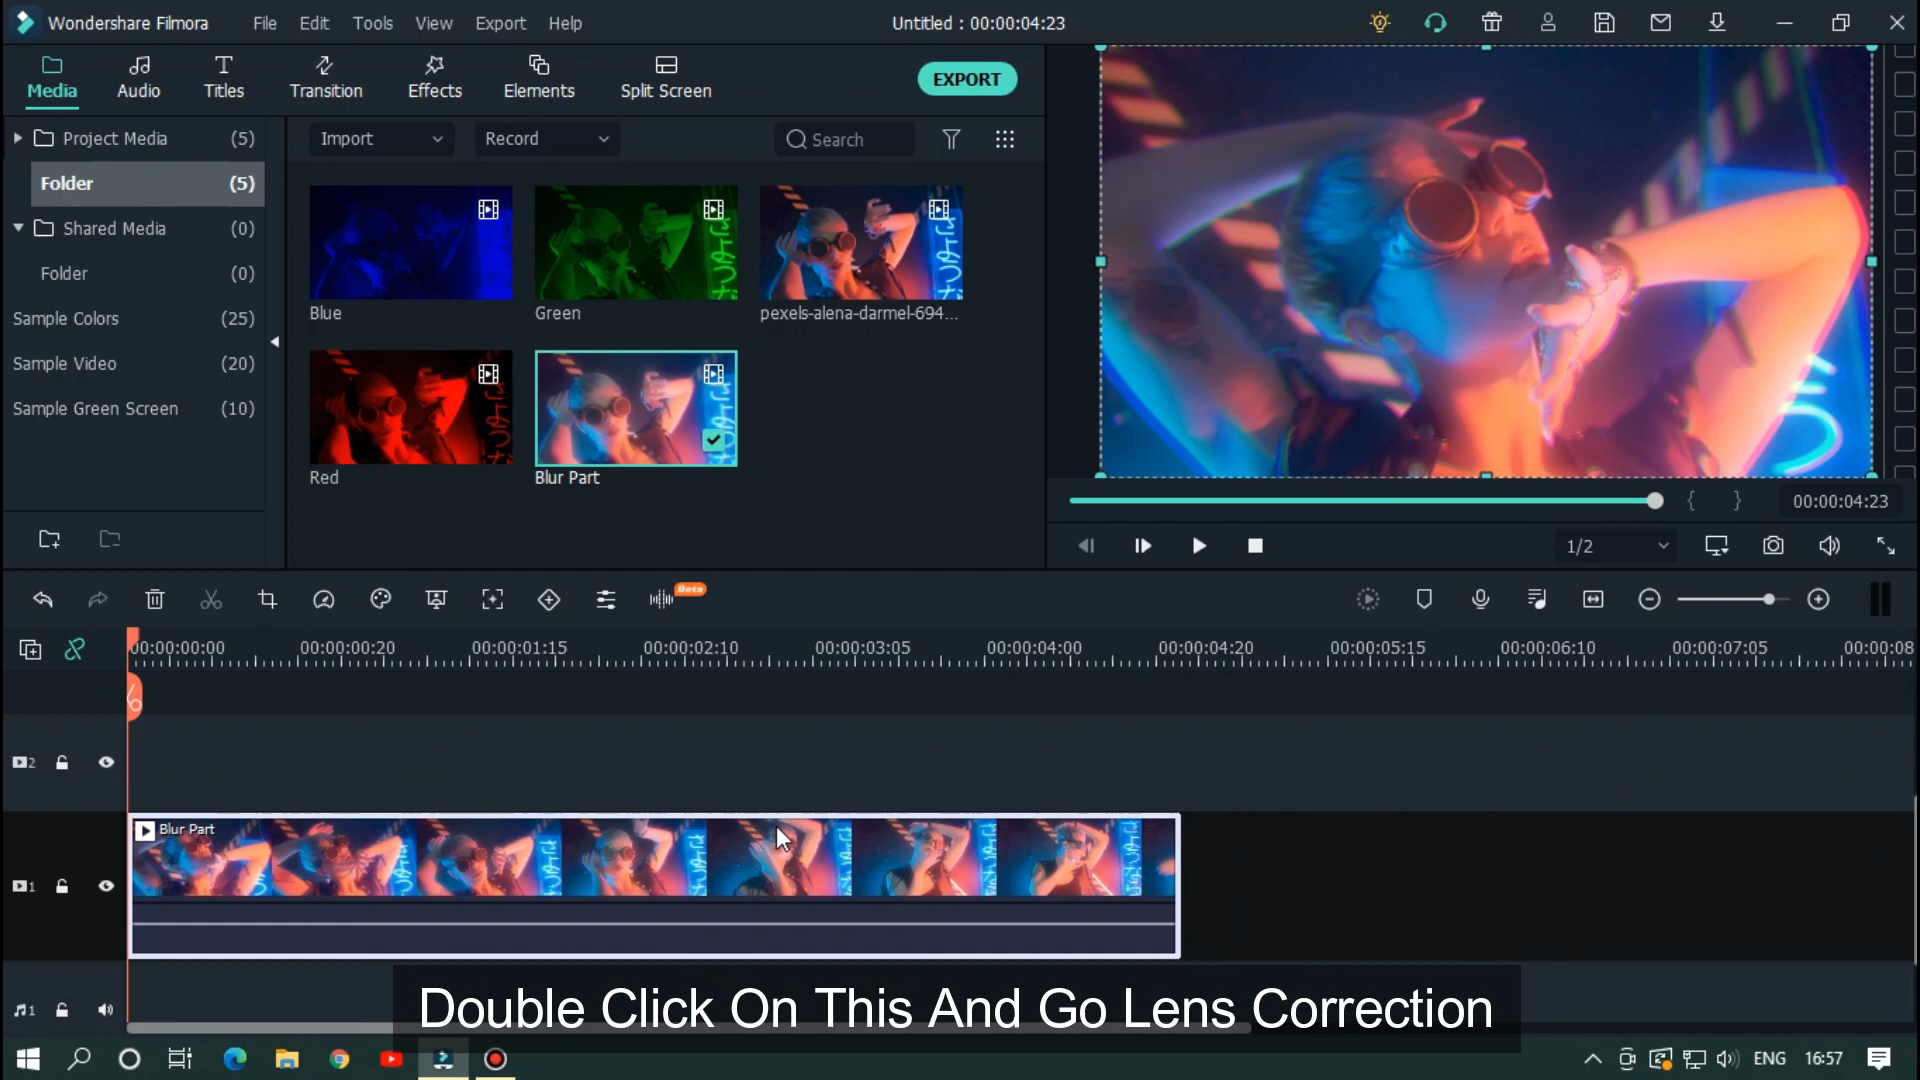 Wondershare Filmora
File Edit Tools View Export Help
Untitled : 00:00:04:23
Media Audio Titles Transition Effects Elements Split Screen
EXPORT
Project Media (5)
Folder (5)
Shared Media (0)
Folder (0)
Sample Colors (25)
Sample Video (20)
Sample Green Screen (10)
Import Record Search
Blue Green pexels-alena-darmel-694...
Red Blur Part
{ } 00:00:04:23
1/2
Beta
00:00:00:00 00:00:00:20 00:00:01:15 00:00:02:10 00:00:03:05 00:00:04:00 00:00:04:20 00:00:05:15 00:00:06:10 00:00:07:05 00:00:08
2
Blur Part
1
1
Double Click On This And Go Lens Correction
ENG 16:57